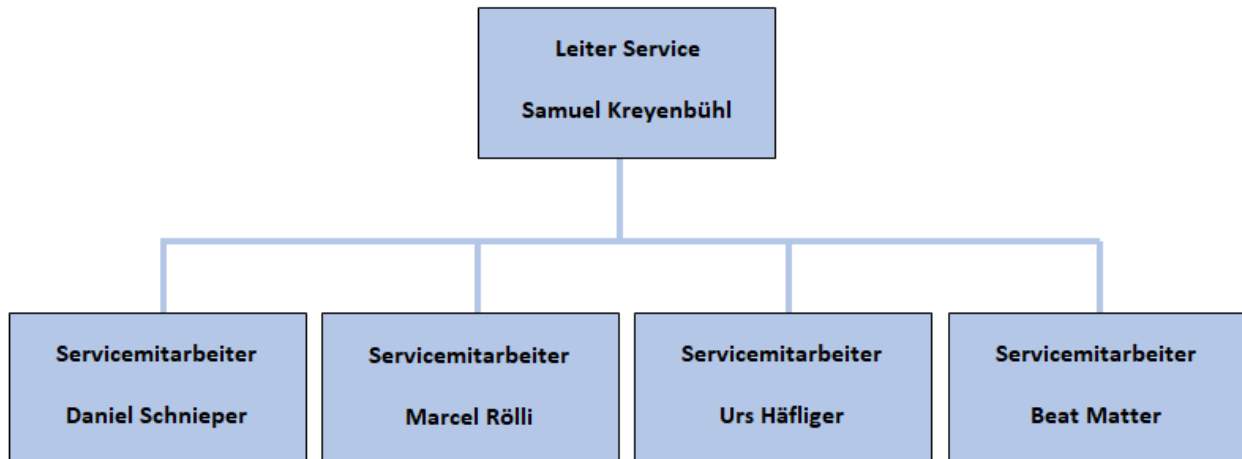 Leiter Service
Samuel Kreyenbühl
Servicemitarbeiter
Daniel Schnieper
Servicemitarbeiter
Marcel Rölli
Servicemitarbeiter
Urs Häfliger
Servicemitarbeiter
Beat Matter